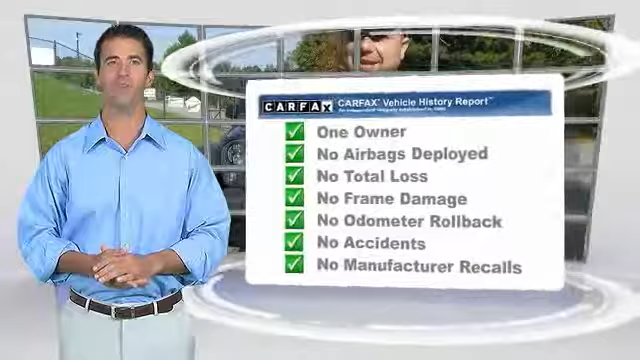 CARFAX CARFAX Vehicle History Report™
One Owner
No Airbags Deployed
No Total Loss
No Frame Damage
No Odometer Rollback
No Accidents
No Manufacturer Recalls